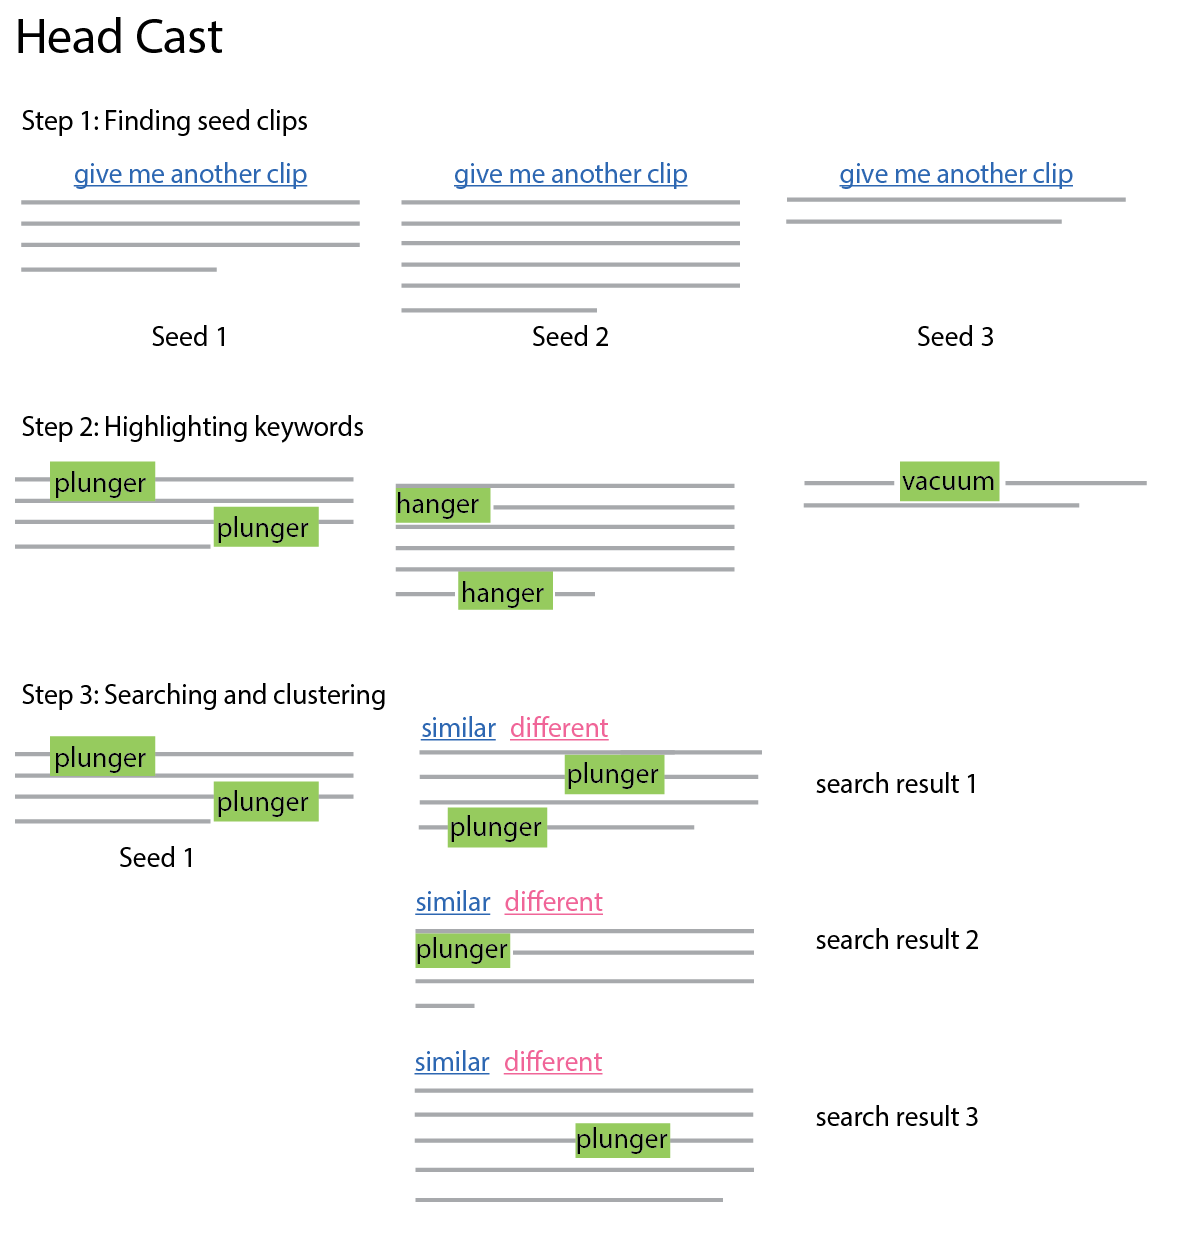 Head Cast
Step 1: Finding seed clips
give me another clip
give me another clip
give me another clip
Seed 1
Seed 2
Seed 3
Step 2: Highlighting keywords
plunger
plunger
hanger
hanger
vacuum
Step 3: Searching and clustering
plunger
plunger
Seed 1
similar different
plunger
plunger
search result 1
similar different
plunger
search result 2
similar different
plunger
search result 3